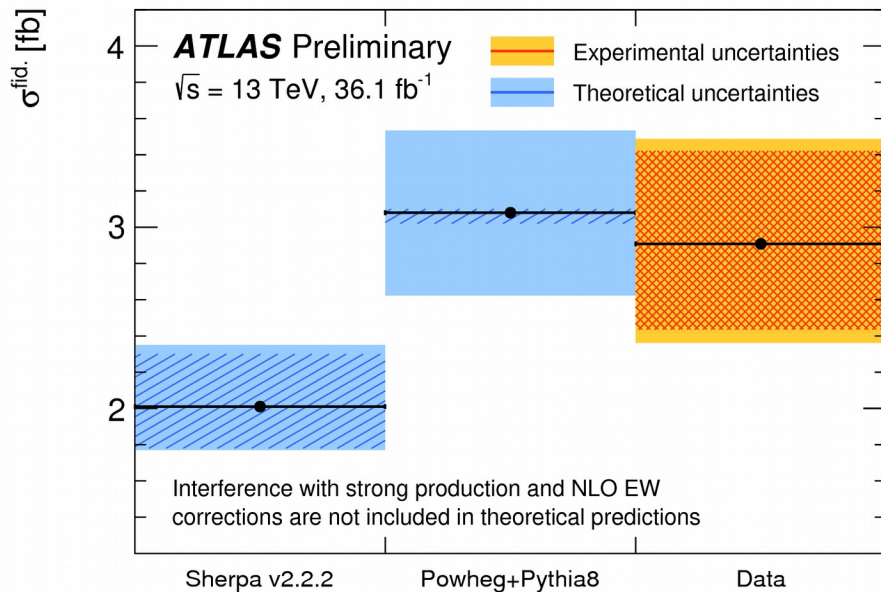 σfid. [fb]
ATLAS Preliminary
√s = 13 TeV, 36.1 fb-1
Experimental uncertainties
Theoretical uncertainties
4
3
2
Interference with strong production and NLO EW
corrections are not included in theoretical predictions
Sherpa v2.2.2
Powheg+Pythia8
Data